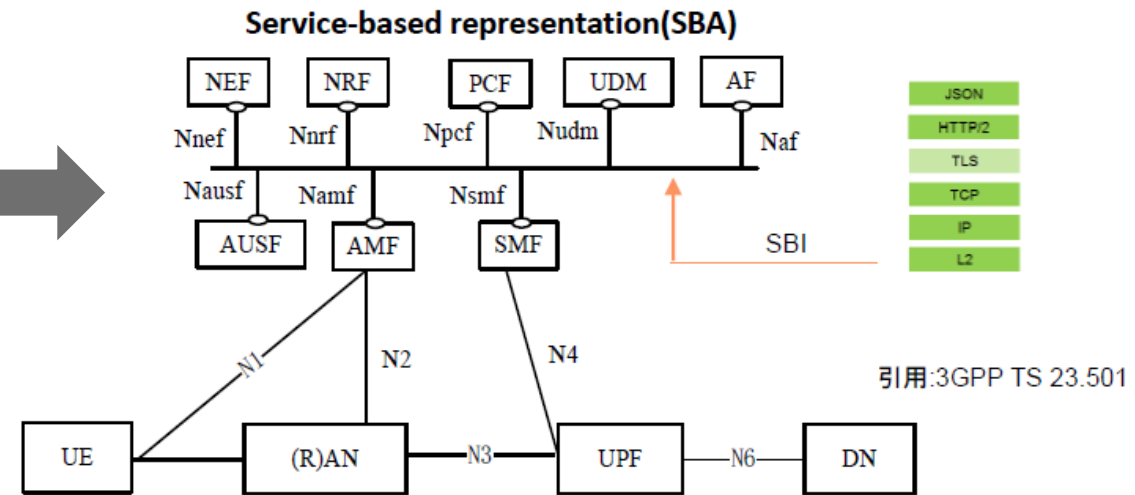 Service-based representation(SBA)
NEF
NRF
PCF
UDM
AF
Nnef
Nnrf
Npcf
Nudm
Naf
Nausf
Namf
Nsmf
AUSF
AMF
SMF
JSON
HTTP/2
TLS
TCP
IP
L2
SBI
N1
N2
N4
引用:3GPP TS 23.501
UE
(R)AN
N3
UPF
N6
DN